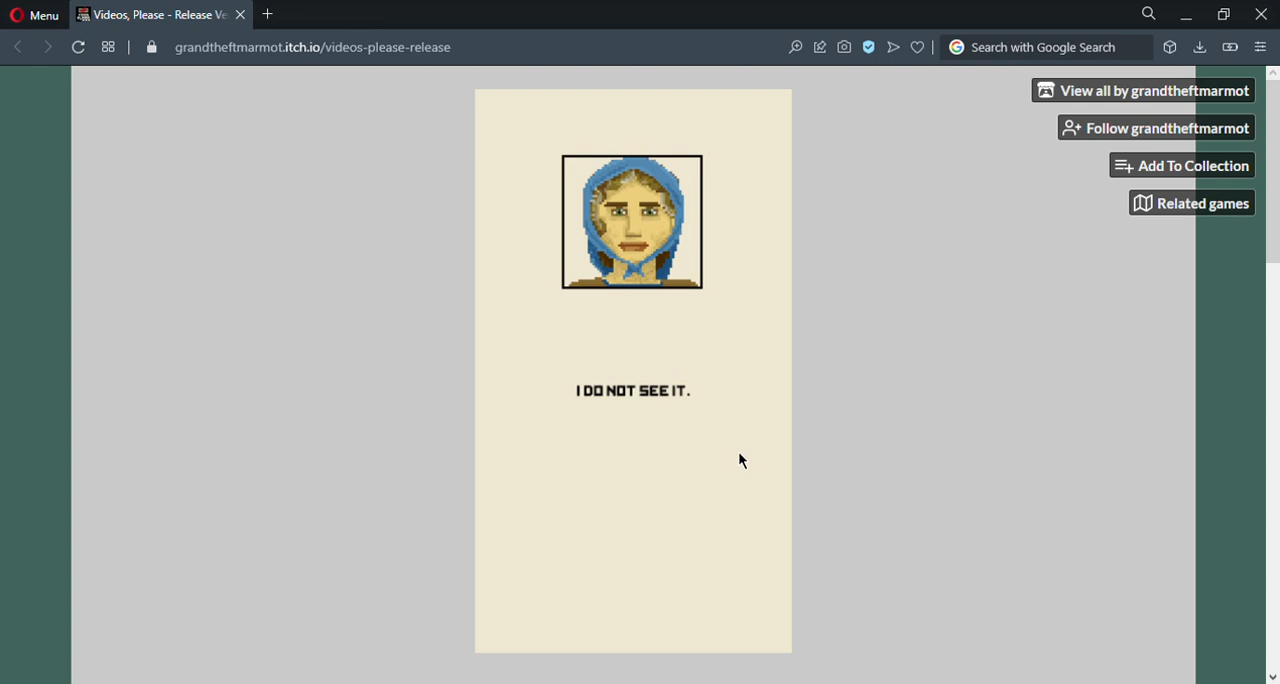 Menu
Videos, Please - Release Ve
grandtheftmarmot.itch.io/videos-please-release
Search with Google Search
View all by grandtheftmarmot
Follow grandtheftmarmot
Add To Collection
Related games
I DO NOT SEE IT.